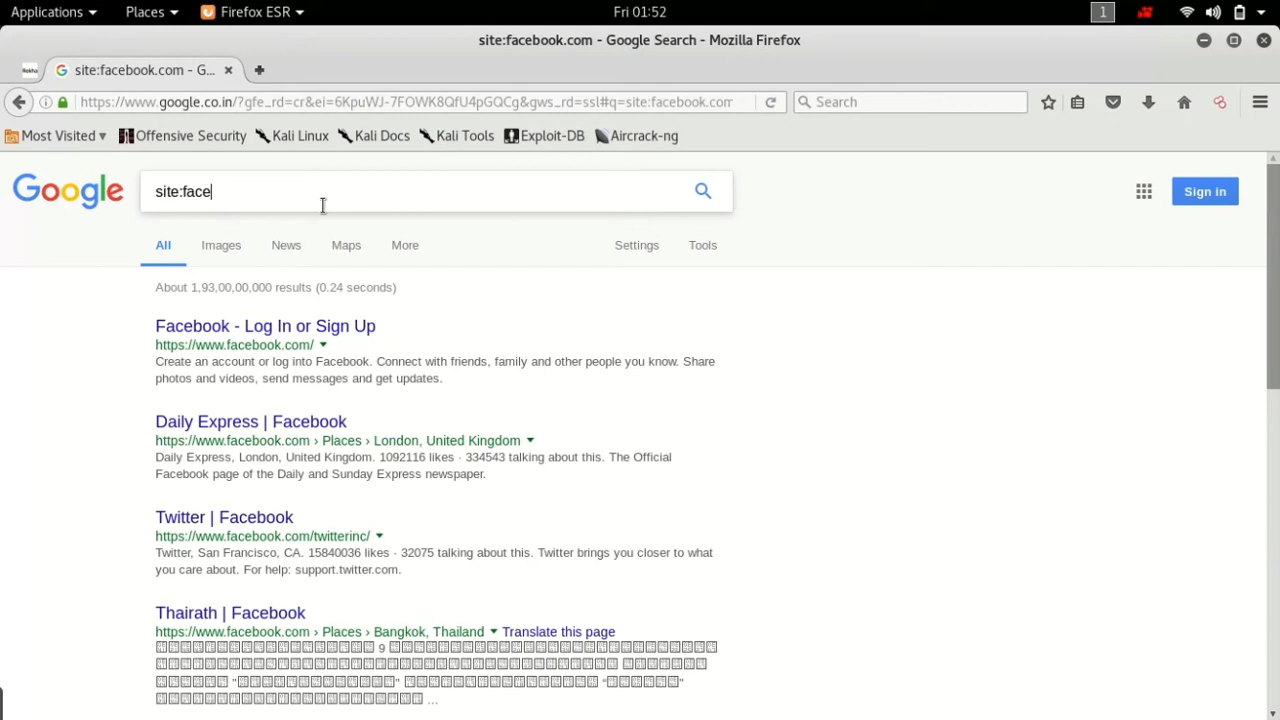 Applications Places Firefox ESR Fri 01:52 1
site:facebook.com - Google Search - Mozilla Firefox
Rekha site:facebook.com - G...
https://www.google.co.in/?gfe_rd=cr&ei=6KpuWJ-7FOWK8QfU4pGQCg&gws_rd=ssl#q=site:facebook.com Search
Most Visited Offensive Security Kali Linux Kali Docs Kali Tools Exploit-DB Aircrack-ng
Google site:face Sign in
All Images News Maps More Settings Tools
About 1,93,00,00,000 results (0.24 seconds)
Facebook - Log In or Sign Up
https://www.facebook.com/
Create an account or log into Facebook. Connect with friends, family and other people you know. Share
photos and videos, send messages and get updates.
Daily Express | Facebook
https://www.facebook.com › Places › London, United Kingdom
Daily Express, London, United Kingdom. 1092116 likes · 334543 talking about this. The Official
Facebook page of the Daily and Sunday Express newspaper.
Twitter | Facebook
https://www.facebook.com/twitterinc/
Twitter, San Francisco, CA. 15840036 likes · 32075 talking about this. Twitter brings you closer to what
you care about. For help: support.twitter.com.
Thairath | Facebook
https://www.facebook.com › Places › Bangkok, Thailand Translate this page
9
...